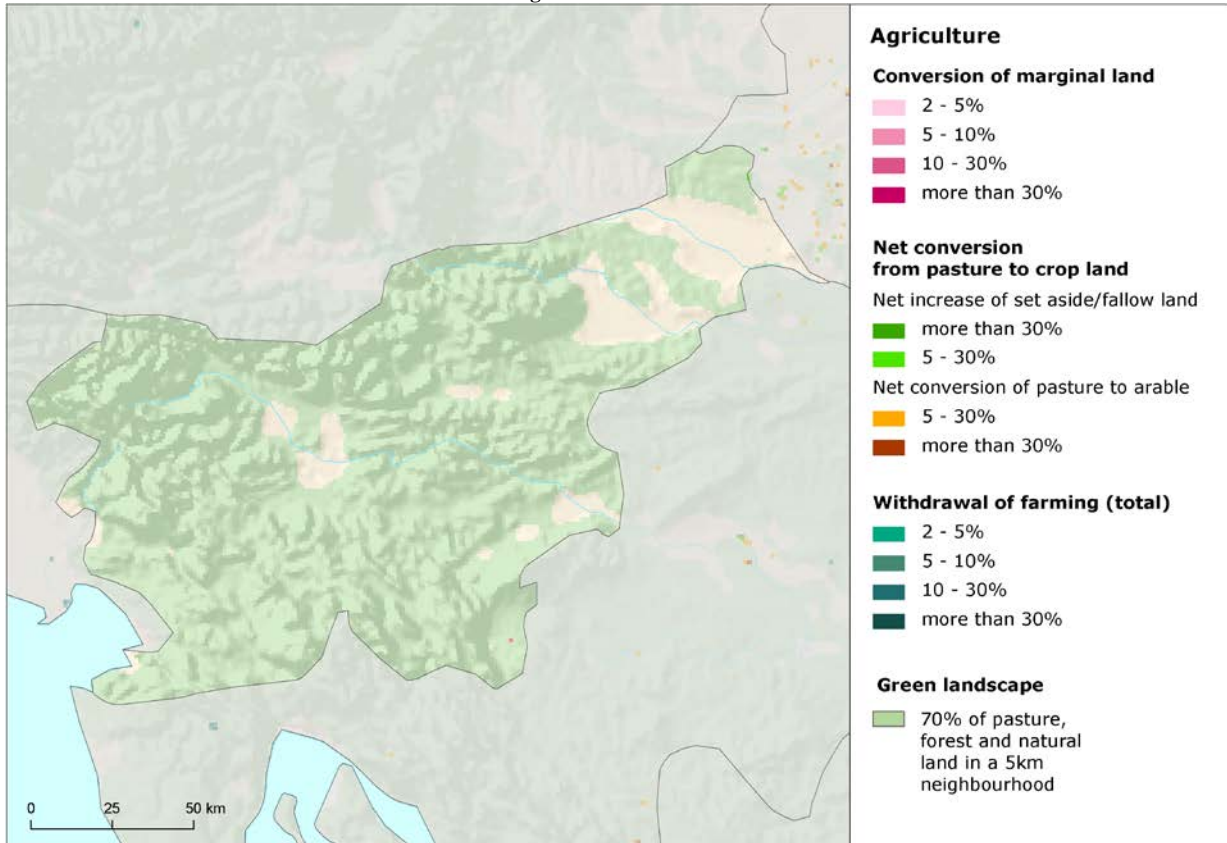 Agriculture
Conversion of marginal land
2 - 5%
5 - 10%
10 - 30%
more than 30%
Net conversion
from pasture to crop land
Net increase of set aside/fallow land
more than 30%
5 - 30%
Net conversion of pasture to arable
5 - 30%
more than 30%
Withdrawal of farming (total)
2 - 5%
5 - 10%
10 - 30%
more than 30%
Green landscape
70% of pasture,
forest and natural
land in a 5km
neighbourhood
0 25 50 km